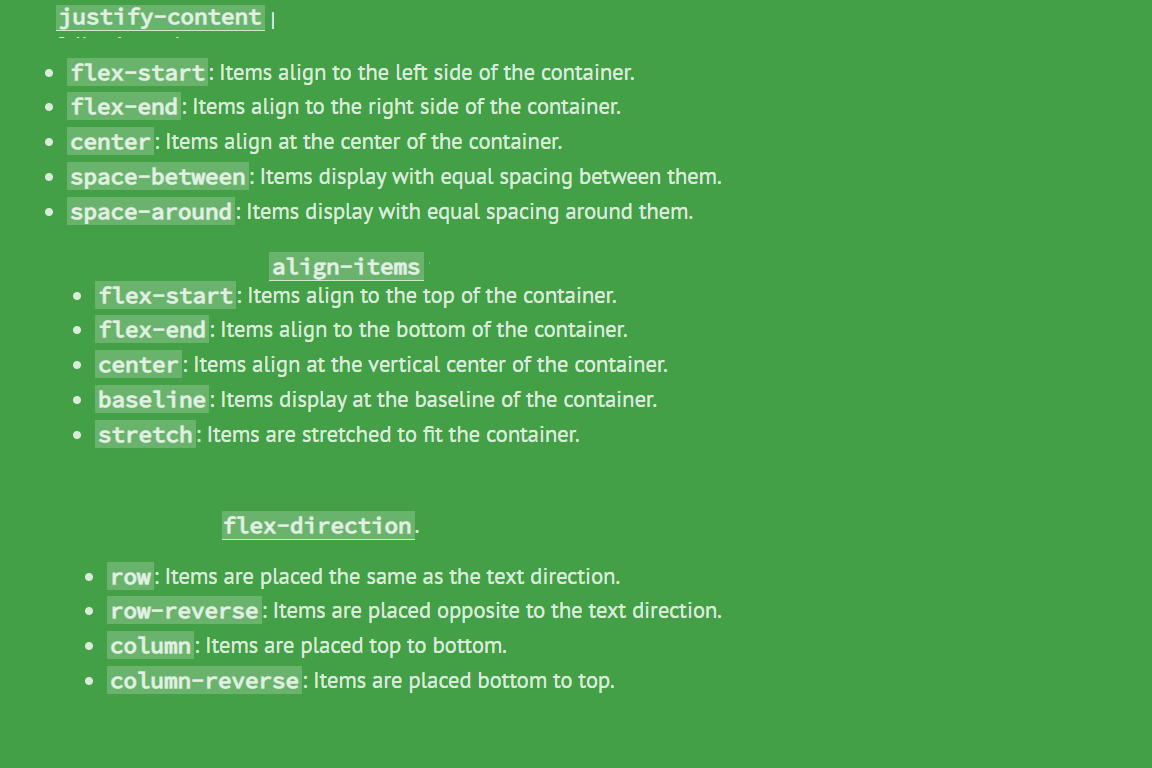 justify-content
• flex-start: Items align to the left side of the container.
• flex-end: Items align to the right side of the container.
• center: Items align at the center of the container.
• space-between: Items display with equal spacing between them.
• space-around: Items display with equal spacing around them.
align-items
• flex-start: Items align to the top of the container.
• flex-end: Items align to the bottom of the container.
• center: Items align at the vertical center of the container.
• baseline: Items display at the baseline of the container.
• stretch: Items are stretched to fit the container.
flex-direction.
• row: Items are placed the same as the text direction.
• row-reverse: Items are placed opposite to the text direction.
• column: Items are placed top to bottom.
• column-reverse: Items are placed bottom to top.